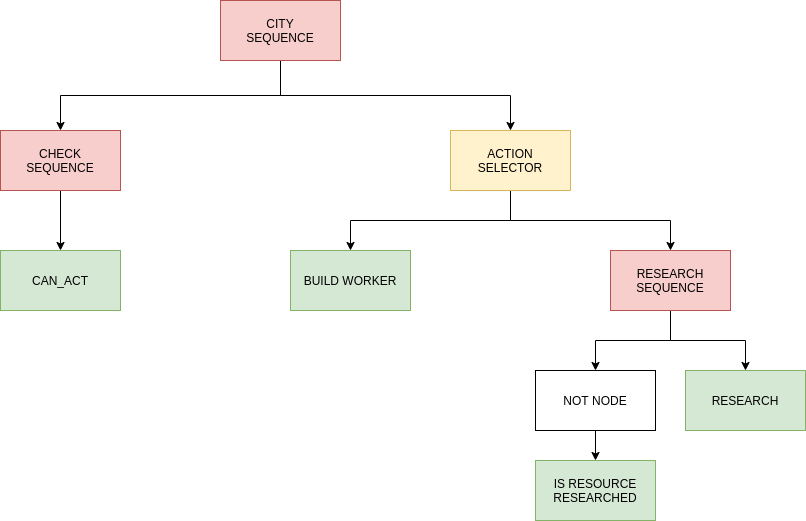 CITY
SEQUENCE
CHECK
SEQUENCE
ACTION
SELECTOR
CAN_ACT
BUILD WORKER
RESEARCH
SEQUENCE
NOT NODE
RESEARCH
IS RESOURCE
RESEARCHED